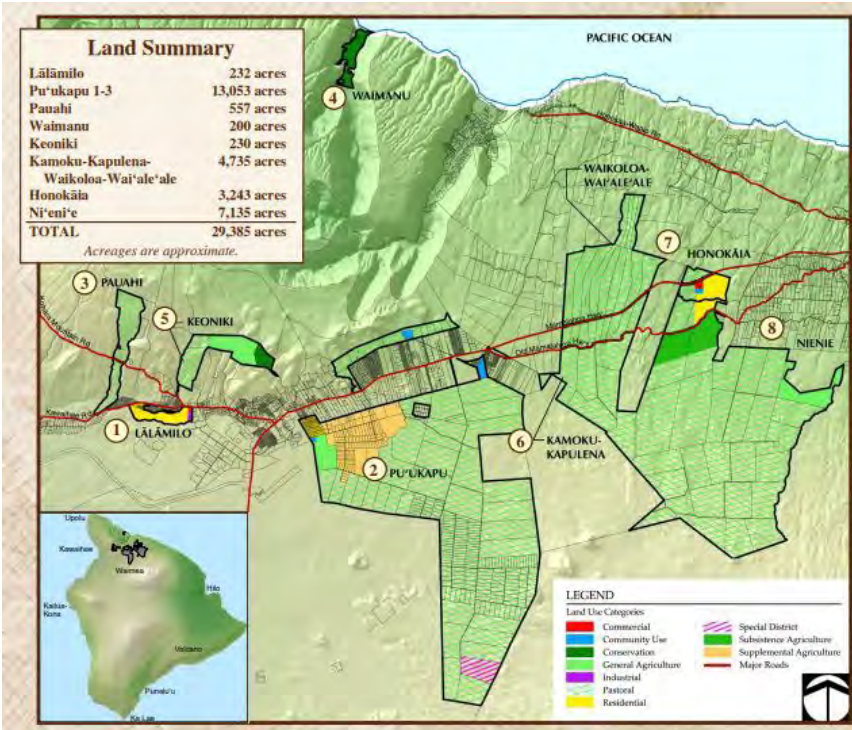 Land Summary
Lālāmilo 232 acres
Pu‘ukapu 1-3 13,053 acres
Pauahi 557 acres
Waimanu 200 acres
Keoniki 230 acres
Kamoku-Kapulena- 4,735 acres
Waikoloa-Wai‘ale‘ale
Honokāia 3,243 acres
Ni‘eni‘e 7,135 acres
TOTAL 29,385 acres
Acreages are approximate.
PACIFIC OCEAN
4 WAIMANU
WAIKOLOA-
WAI‘ALE‘ALE
7
HONOKĀIA
3 PAUAHI
5 KEONIKI
8
NIENIE
1
LĀLĀMILO
2 PU‘UKAPU
6 KAMOKU-
KAPULENA
Upolu
Kawaihae
Waimea
Kailua-
Kona
Hilo
Volcano
Punalu‘u
Ka Lae
LEGEND
Land Use Categories
Commercial
Community Use
Conservation
General Agriculture
Industrial
Pastoral
Residential
Special District
Subsistence Agriculture
Supplemental Agriculture
Major Roads